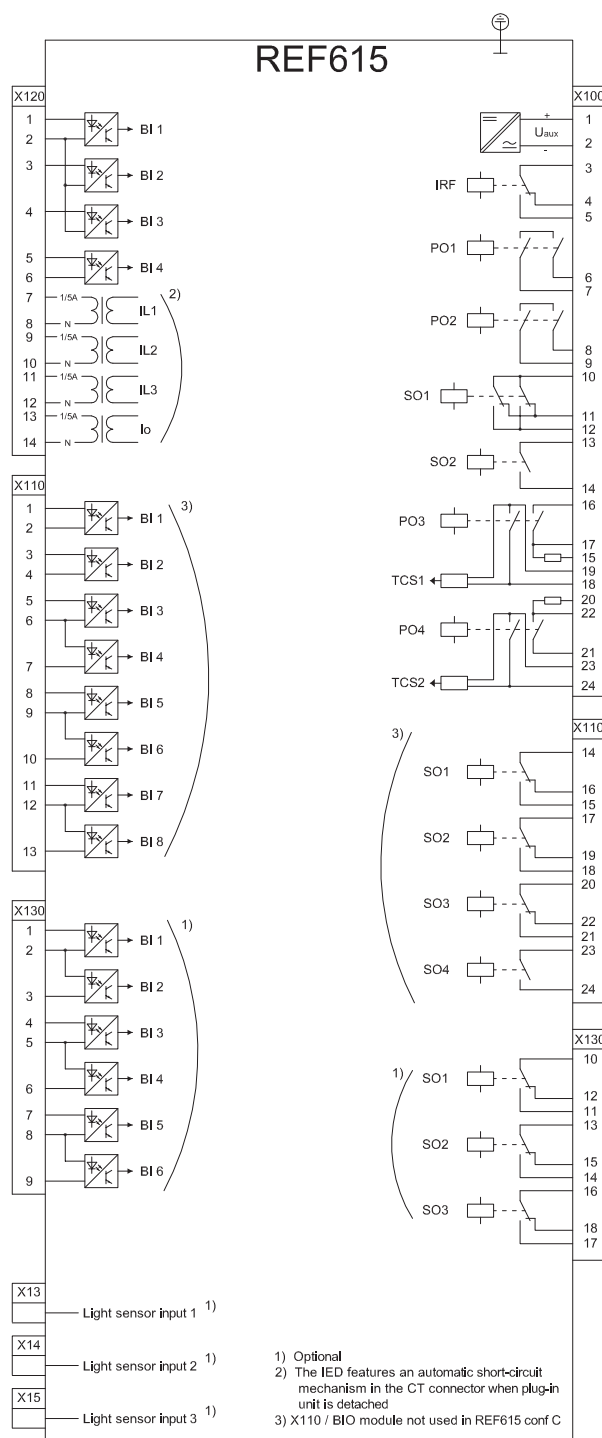 REF615
X120
1
2
BI 1
3
BI 2
4
BI 3
5
6
BI 4
7
1/5A
2)
8
N
IL1
9
1/5A
10
N
IL2
11
1/5A
12
N
IL3
13
1/5A
14
N
Io
X110
1
2
BI 1
3)
3
4
BI 2
5
6
BI 3
7
BI 4
8
9
BI 5
10
BI 6
11
12
BI 7
13
BI 8
X130
1
2
BI 1
1)
3
BI 2
4
5
BI 3
6
BI 4
7
8
BI 5
9
BI 6
X13
Light sensor input 1 1)
X14
Light sensor input 2 1)
X15
Light sensor input 3 1)
X100
+
1
Uaux
-
2
3
IRF
4
5
PO1
6
7
PO2
8
9
10
SO1
11
12
13
SO2
14
16
PO3
17
15
19
TCS1
18
20
22
PO4
21
23
TCS2
24
X110
3)
14
SO1
16
15
17
SO2
19
18
20
SO3
22
21
23
SO4
24
X130
10
1)
SO1
12
11
13
SO2
15
14
16
SO3
18
17
1) Optional
2) The IED features an automatic short-circuit
mechanism in the CT connector when plug-in
unit is detached
3) X110 / BIO module not used in REF615 conf C